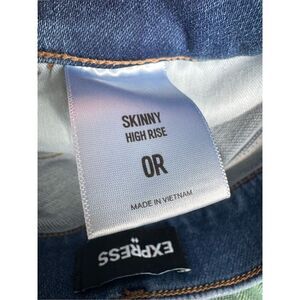 SKINNY
HIGH RISE
0R
MADE IN VIETNAM
EXPRESS